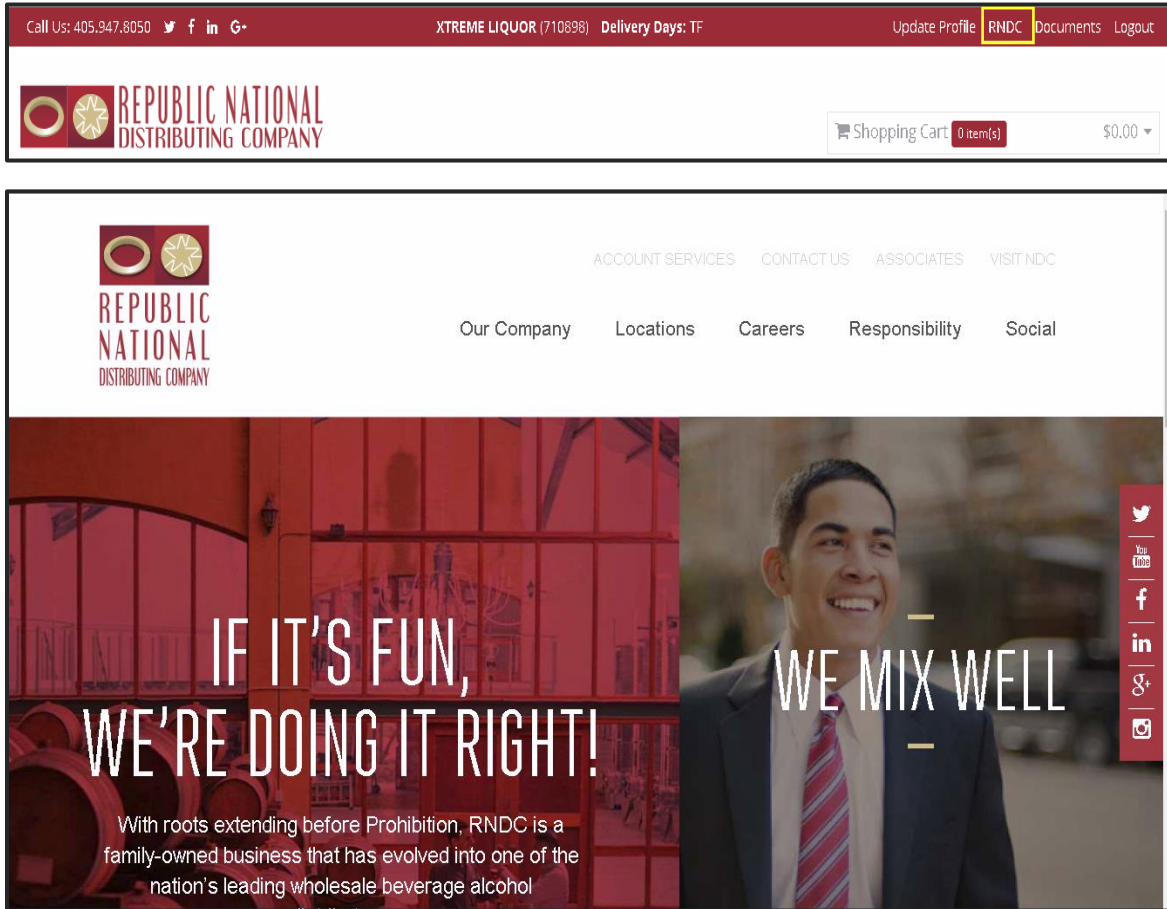 Call Us: 405.947.8050 XTREME LIQUOR (710898) Delivery Days: TF Update Profile RNDC Documents Logout
REPUBLIC NATIONAL
DISTRIBUTING COMPANY
Shopping Cart 0 item(s) $0.00
REPUBLIC
NATIONAL
DISTRIBUTING COMPANY
ACCOUNT SERVICES CONTACT US ASSOCIATES VISIT NDC
Our Company Locations Careers Responsibility Social
IF IT'S FUN,
WE'RE DOING IT RIGHT!
WE MIX WELL
With roots extending before Prohibition, RNDC is a
family-owned business that has evolved into one of the
nation's leading wholesale beverage alcohol